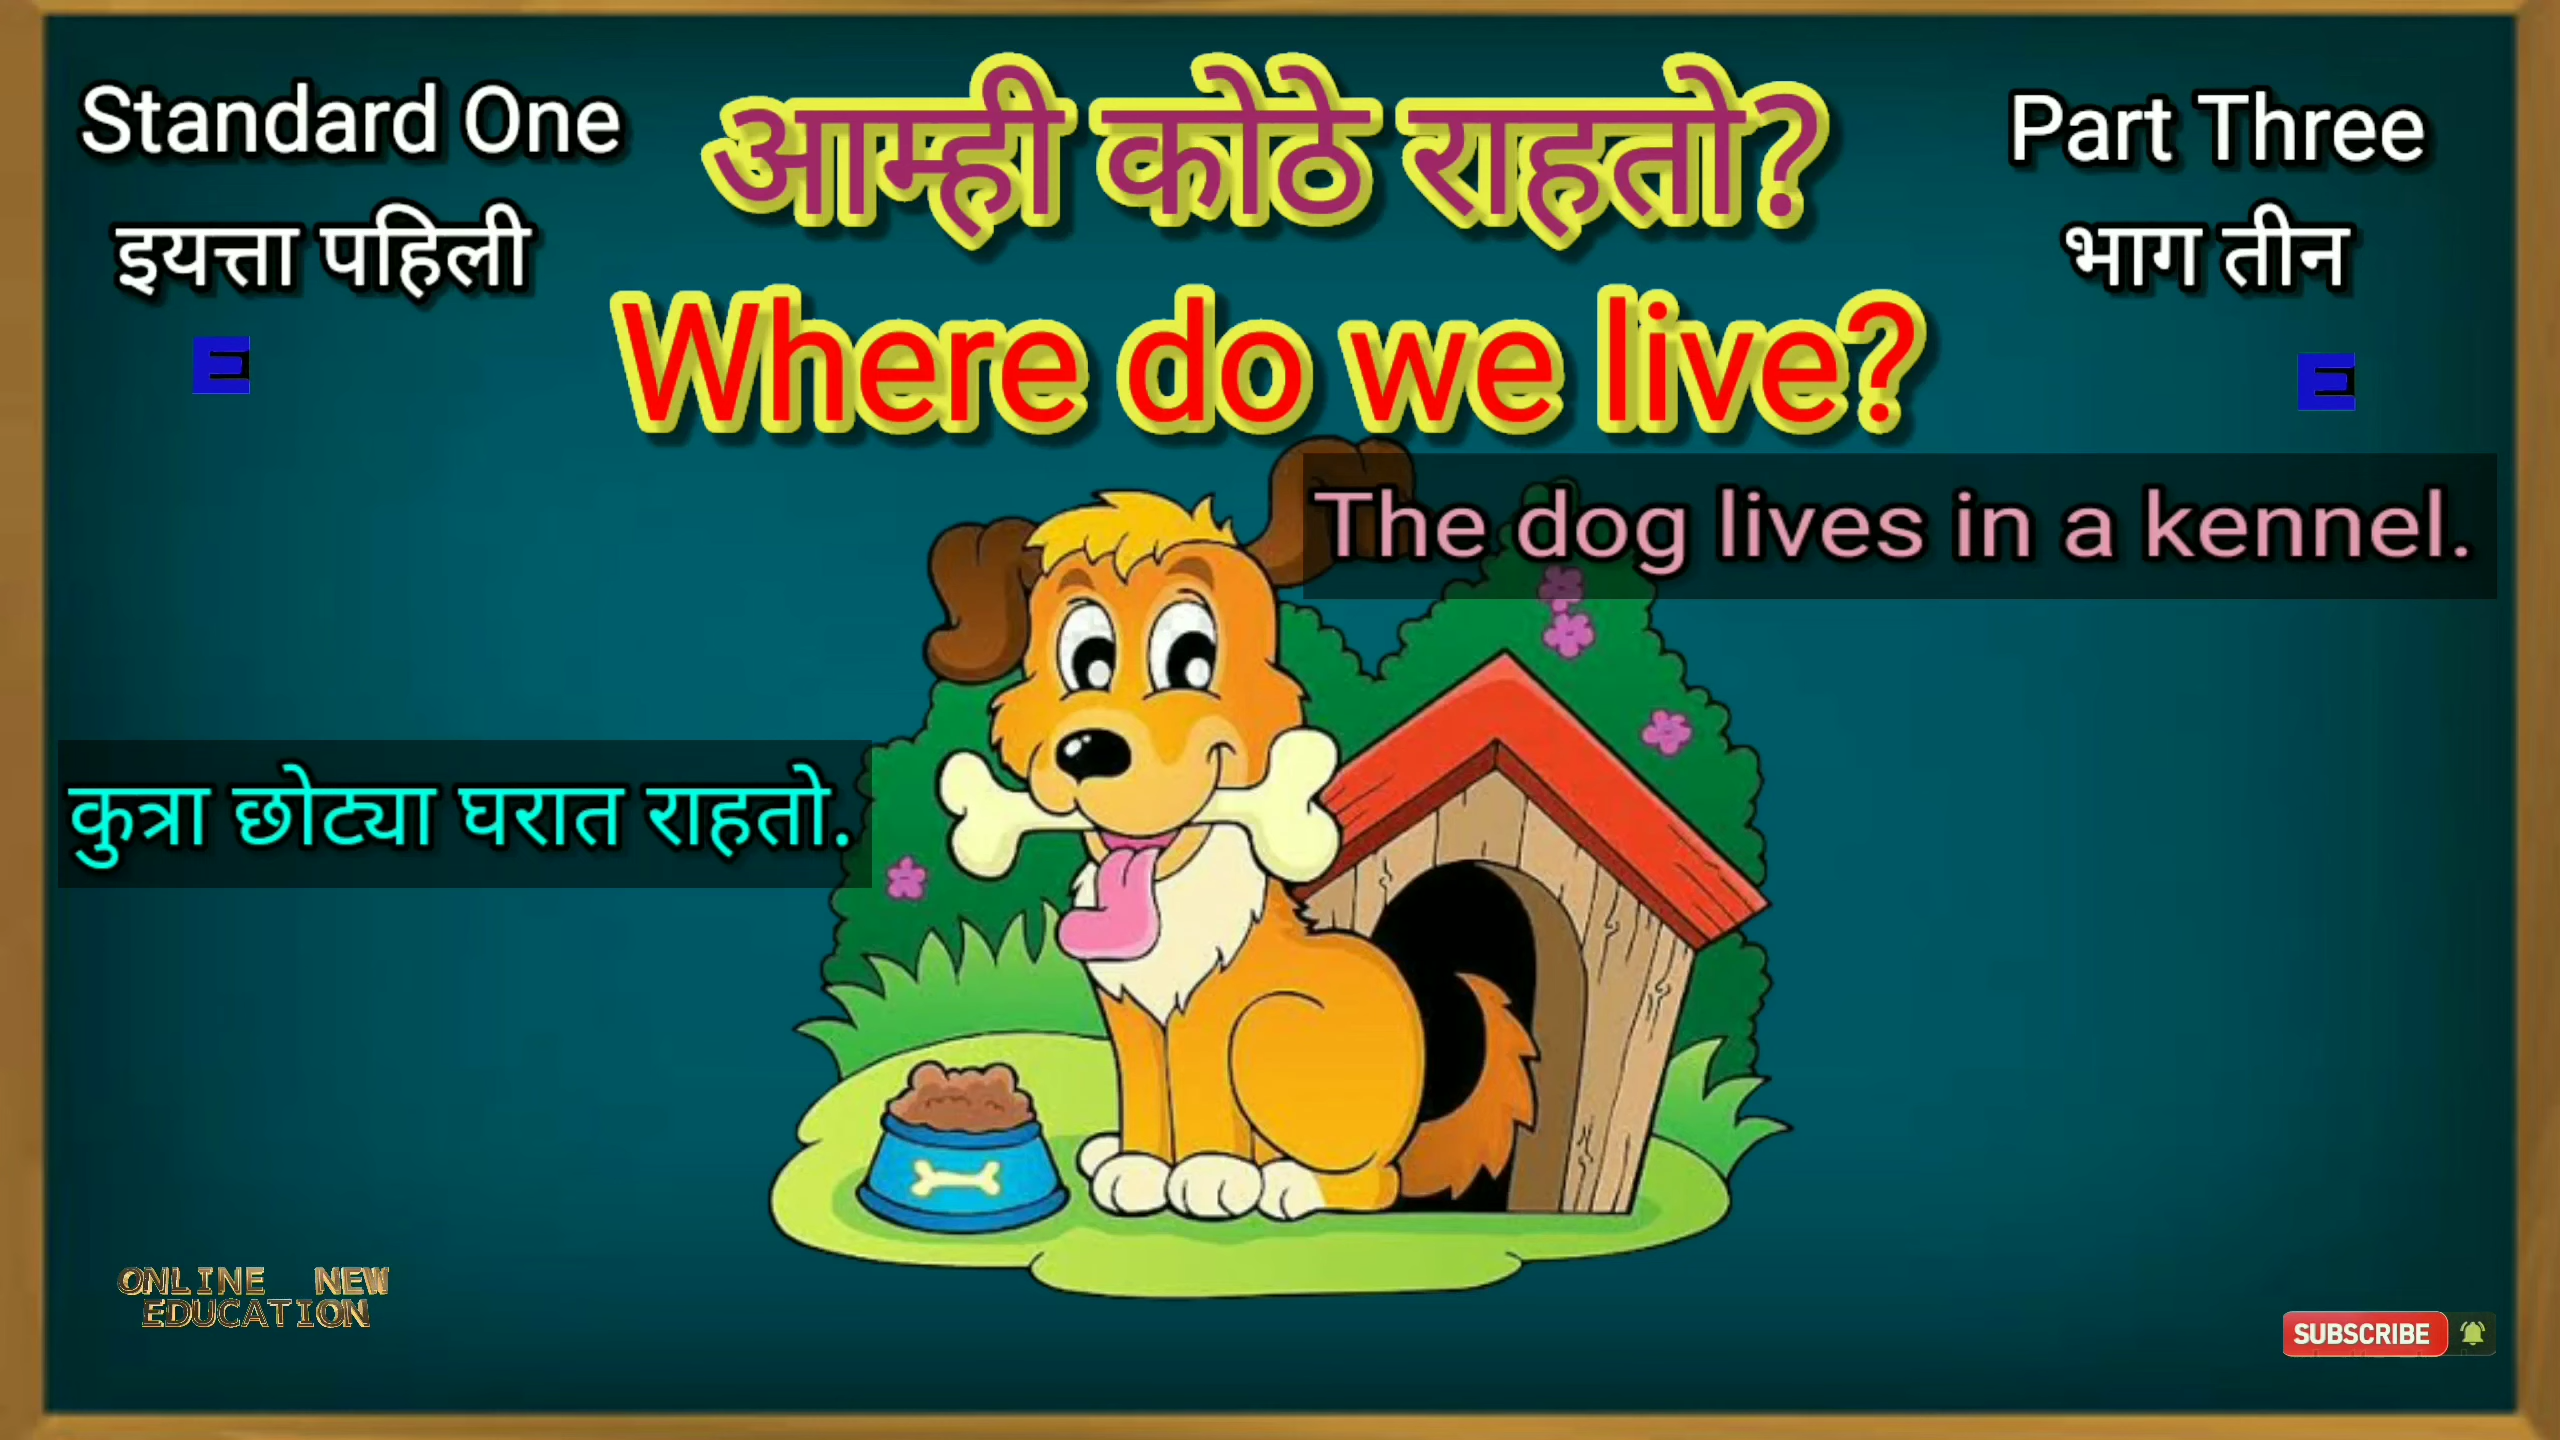 Standard One
इयत्ता पहिली
आम्ही कोठे राहतो?
Where do we live?
Part Three
भाग तीन
The dog lives in a kennel.
कुत्रा छोट्या घरात राहतो.
ONLINE NEW
EDUCATION
SUBSCRIBE